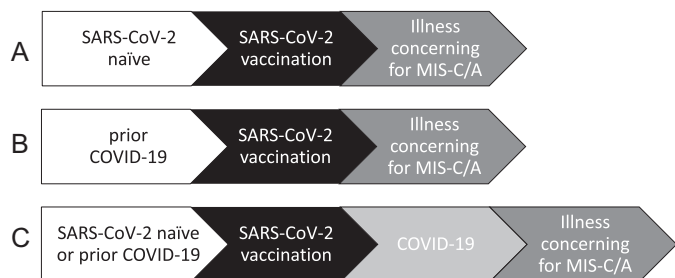 A
SARS-CoV-2
naïve
SARS-CoV-2
vaccination
Illness
concerning
for MIS-C/A
B
prior
COVID-19
SARS-CoV-2
vaccination
Illness
concerning
for MIS-C/A
C
SARS-CoV-2 naïve
or prior COVID-19
SARS-CoV-2
vaccination
COVID-19
Illness
concerning
for MIS-C/A